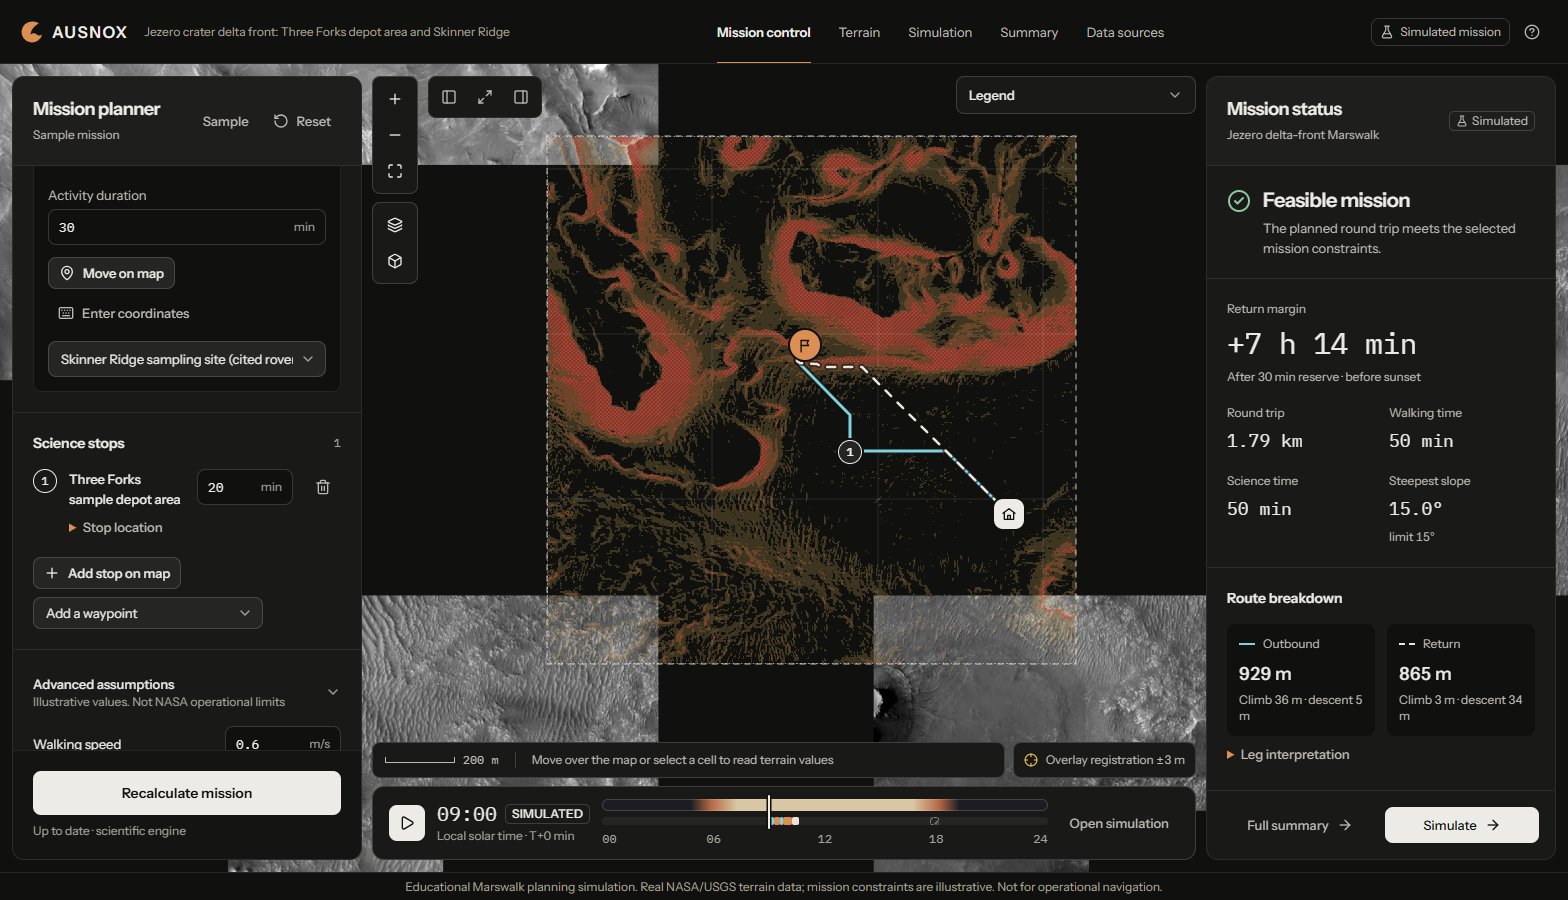 AUSNOX
Jezero crater delta front: Three Forks depot area and Skinner Ridge
Mission control
Terrain
Simulation
Summary
Data sources
Simulated mission
Mission planner
Sample mission
Sample
Reset
Activity duration
30 min
Move on map
Enter coordinates
Skinner Ridge sampling site (cited rover
Science stops
1
1
Three Forks
sample depot area
20 min
Stop location
Add stop on map
Add a waypoint
Advanced assumptions
Illustrative values. Not NASA operational limits
Walking speed
0.6 m/s
Recalculate mission
Up to date · scientific engine
Legend
1
200 m
Move over the map or select a cell to read terrain values
Overlay registration ±3 m
09:00 SIMULATED
Local solar time · T+0 min
00 06 12 18 24
Open simulation
Mission status
Jezero delta-front Marswalk
Simulated
Feasible mission
The planned round trip meets the selected
mission constraints.
Return margin
+7 h 14 min
After 30 min reserve · before sunset
Round trip
1.79 km
Walking time
50 min
Science time
50 min
Steepest slope
15.0°
limit 15°
Route breakdown
Outbound
929 m
Climb 36 m · descent 5
m
Return
865 m
Climb 3 m · descent 34
m
Leg interpretation
Full summary
Simulate
Educational Marswalk planning simulation. Real NASA/USGS terrain data; mission constraints are illustrative. Not for operational navigation.